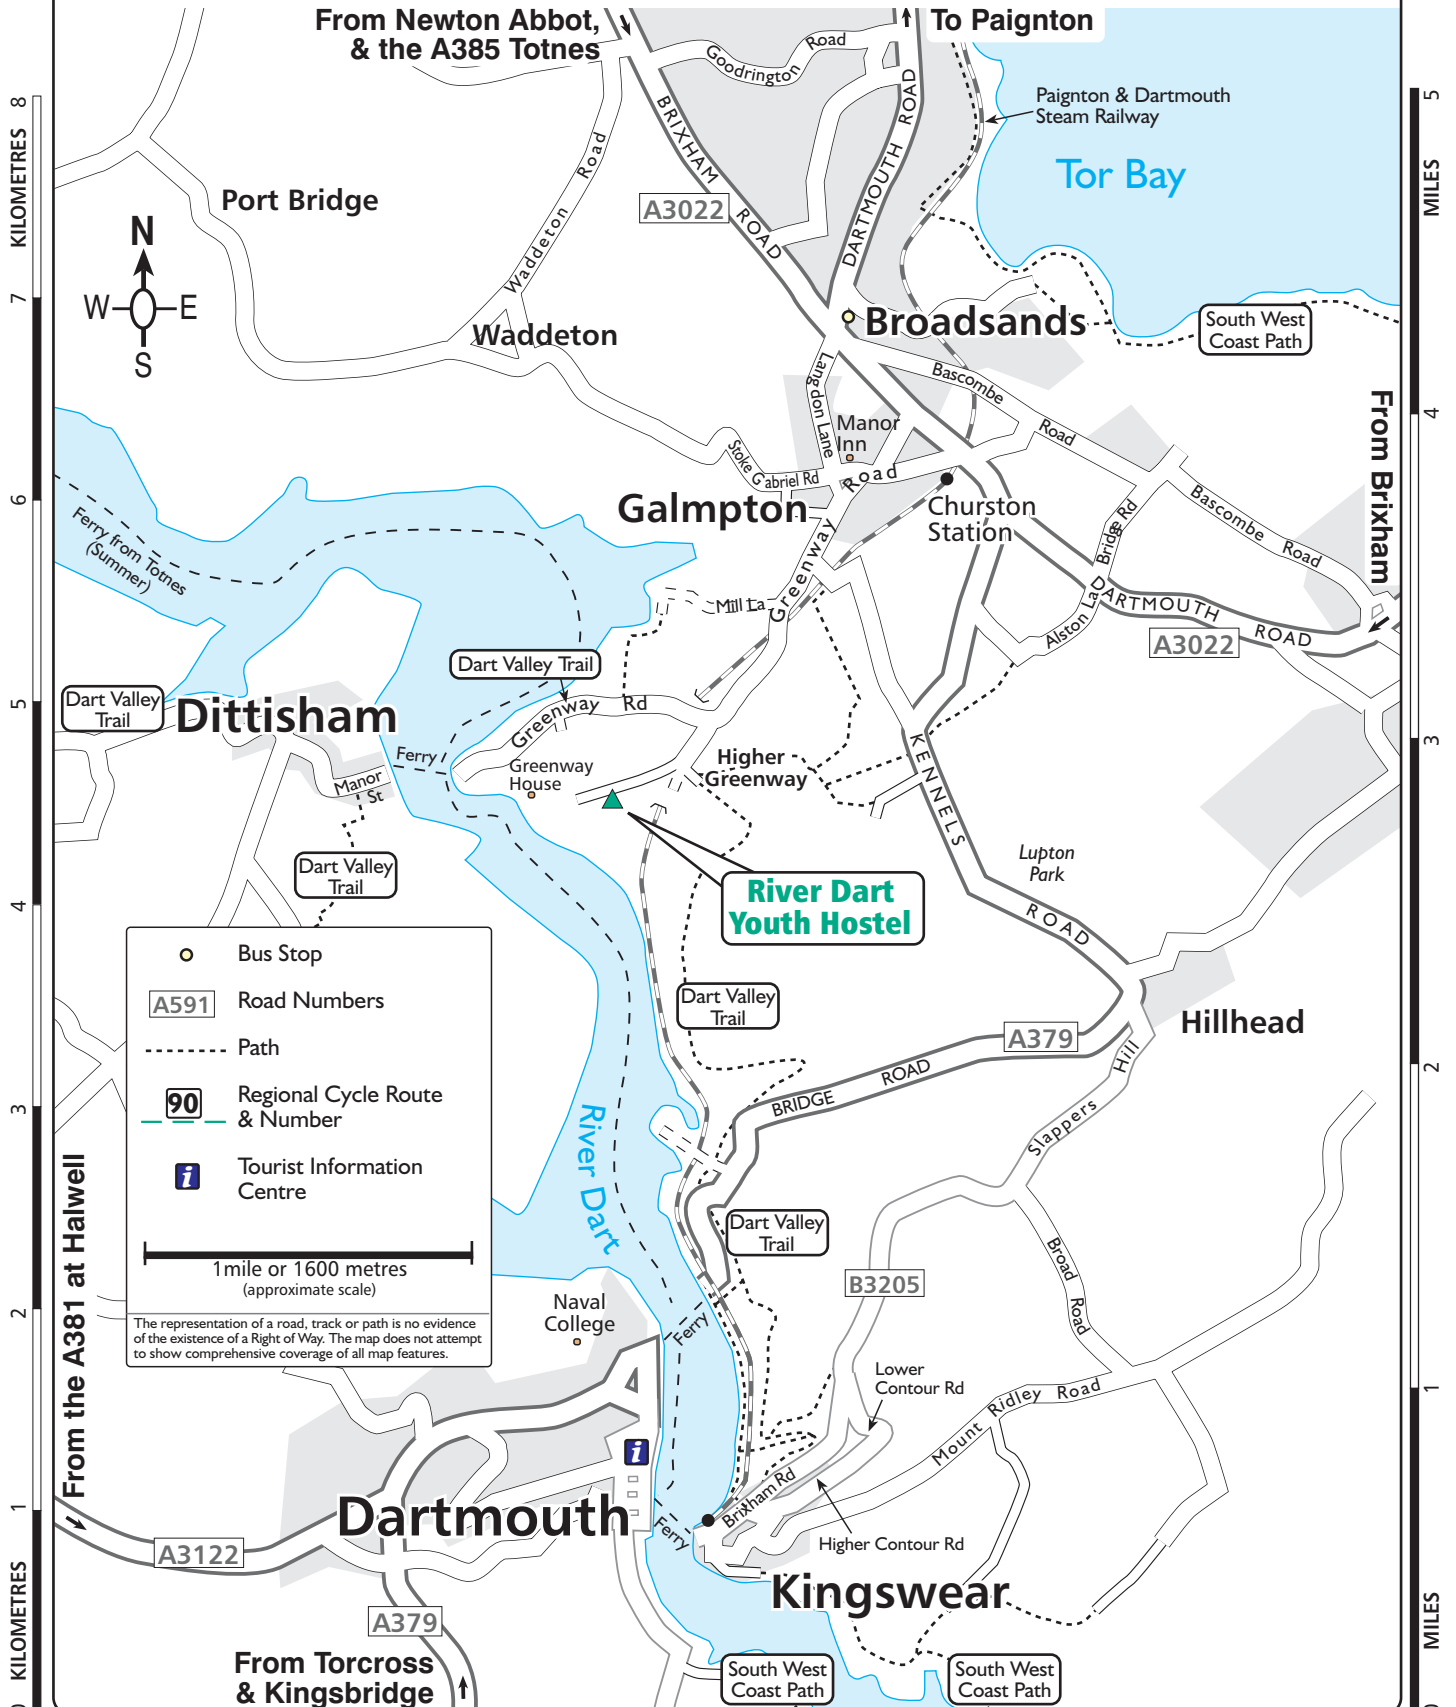 From Newton Abbot,
& the A385 Totnes
To Paignton
Goodrington Road
BRIXHAM ROAD
DARTMOUTH ROAD
Paignton & Dartmouth
Steam Railway
Tor Bay
8
KILOMETRES
5
MILES
Waddeton Road
Port Bridge
A3022
N
W
E
S
7
Waddeton
Broadsands
South West
Coast Path
Langdon Lane
Bascombe Road
4
From Brixham
Manor
Inn
Stoke Gabriel Rd
Greenway Road
6
Galmpton
Churston
Station
Bascombe Road
Bridge Rd
Ferry from Totnes
(Summer)
Mill La
Alston La
DARTMOUTH ROAD
A3022
Dart Valley Trail
Dart Valley
Trail
5
Dittisham
Greenway Rd
3
KENNELS ROAD
Ferry
Manor
St
Greenway
House
Higher
Greenway
Dart Valley
Trail
Lupton
Park
River Dart
Youth Hostel
4
Bus Stop
A591
Road Numbers
Path
90
Regional Cycle Route
& Number
i
Tourist Information
Centre
1mile or 1600 metres
(approximate scale)
The representation of a road, track or path is no evidence
of the existence of a Right of Way. The map does not attempt
to show comprehensive coverage of all map features.
Dart Valley
Trail
Hillhead
A379
2
BRIDGE ROAD
Slappers Hill
3
River Dart
From the A381 at Halwell
Dart Valley
Trail
Broad Road
B3205
2
Naval
College
Ferry
Lower
Contour Rd
1
Mount Ridley Road
i
Brixham Rd
1
Dartmouth
Ferry
Higher Contour Rd
A3122
Kingswear
KILOMETRES
MILES
A379
From Torcross
& Kingsbridge
South West
Coast Path
South West
Coast Path